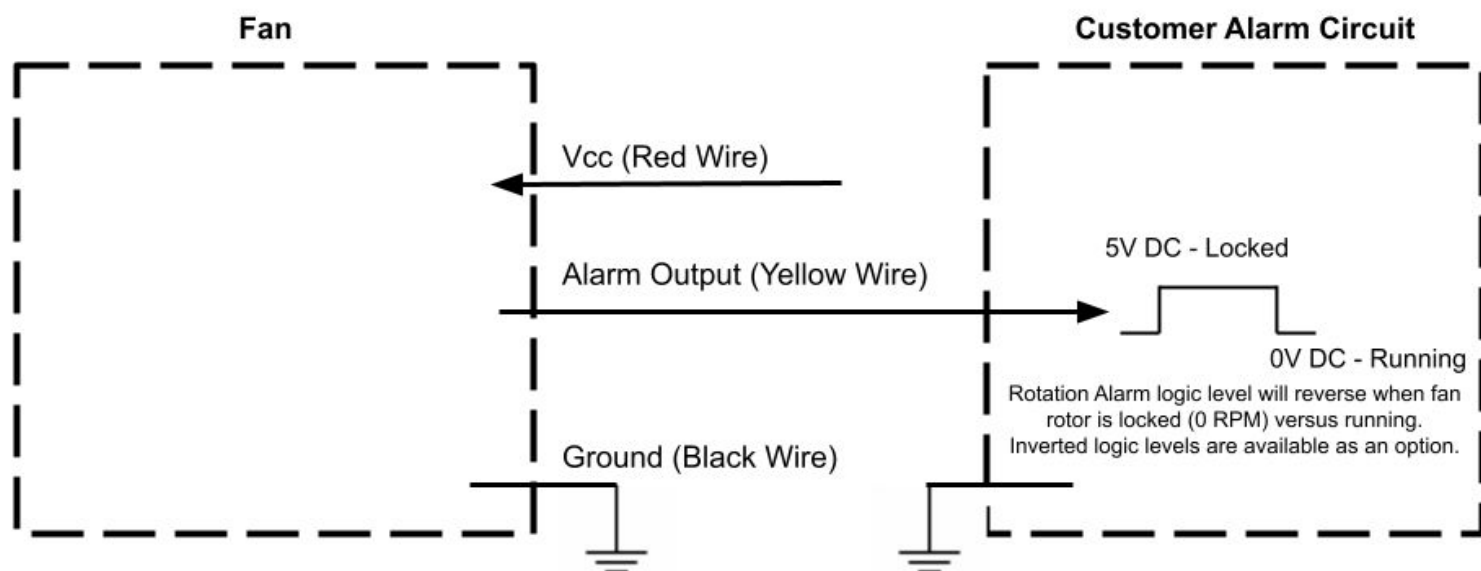 Fan
Customer Alarm Circuit
Vcc (Red Wire)
5V DC - Locked
Alarm Output (Yellow Wire)
0V DC - Running
Rotation Alarm logic level will reverse when fan
rotor is locked (0 RPM) versus running.
Inverted logic levels are available as an option.
Ground (Black Wire)